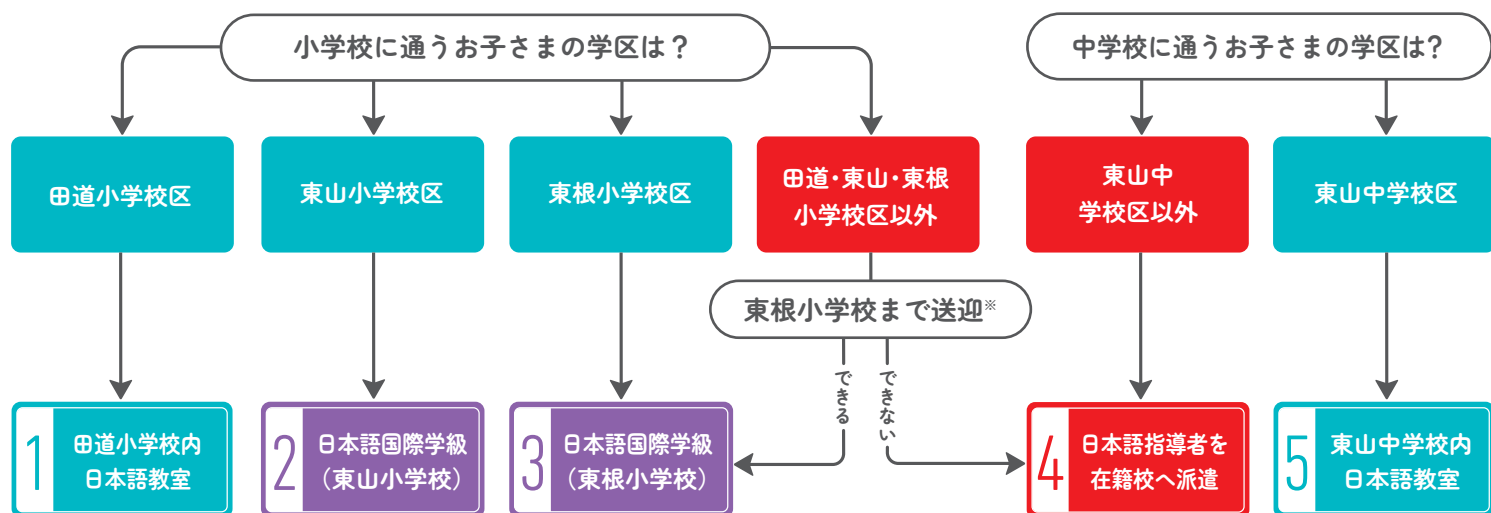 小学校に通うお子さまの学区は？
中学校に通うお子さまの学区は?
田道小学校区
東山小学校区
東根小学校区
田道・東山・東根
小学校区以外
東山中
学校区以外
東山中学校区
東根小学校まで送迎※
できる
できない
1
田道小学校内
日本語教室
2
日本語国際学級
（東山小学校）
3
日本語国際学級
（東根小学校）
4
日本語指導者を
在籍校へ派遣
5
東山中学校内
日本語教室